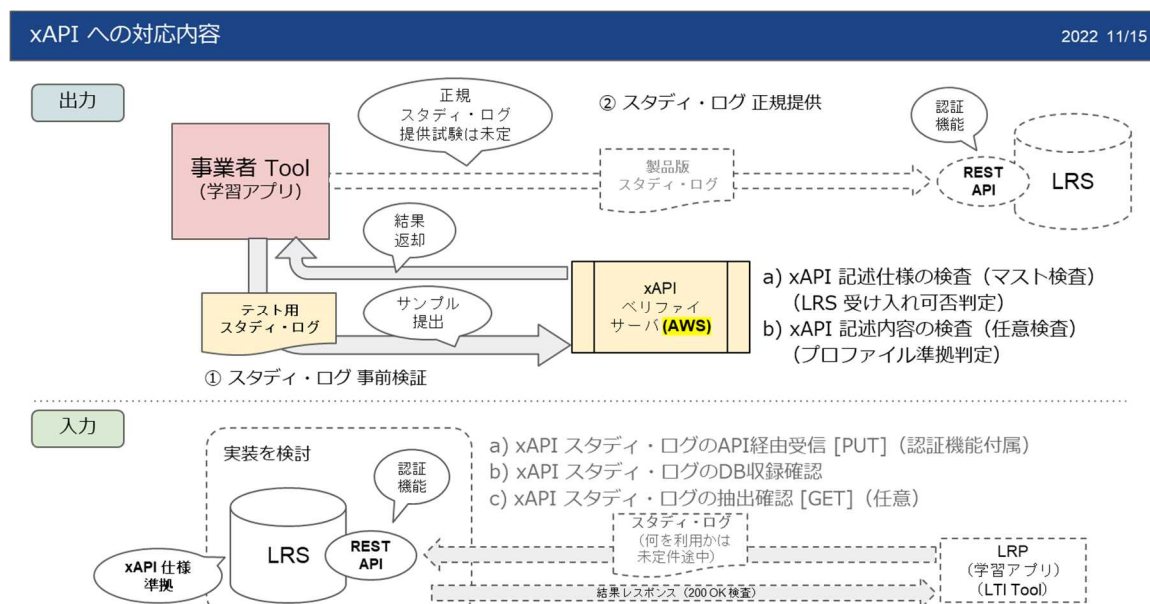 xAPI への対応内容
2022 11/15
出力
正規
スタディ・ログ
提供試験は未定
② スタディ・ログ 正規提供
認証
機能
事業者 Tool
(学習アプリ)
製品版
スタディ・ログ
REST
API
LRS
結果
返却
テスト用
スタディ・ログ
サンプル
提出
xAPI
ベリファイ
サーバ(AWS)
a) xAPI 記述仕様の検査（マスト検査）
（LRS 受け入れ可否判定）
b) xAPI 記述内容の検査（任意検査）
（プロファイル準拠判定）
① スタディ・ログ 事前検証
入力
実装を検討
認証
機能
a) xAPI スタディ・ログのAPI経由受信 [PUT]（認証機能付属）
b) xAPI スタディ・ログのDB収録確認
c) xAPI スタディ・ログの抽出確認 [GET]（任意）
LRS
REST
API
xAPI 仕様
準拠
スタディ・ログ
(何を利用かは
未定件途中)
LRP
(学習アプリ)
(LTI Tool)
結果レスポンス（200 OK 検査）